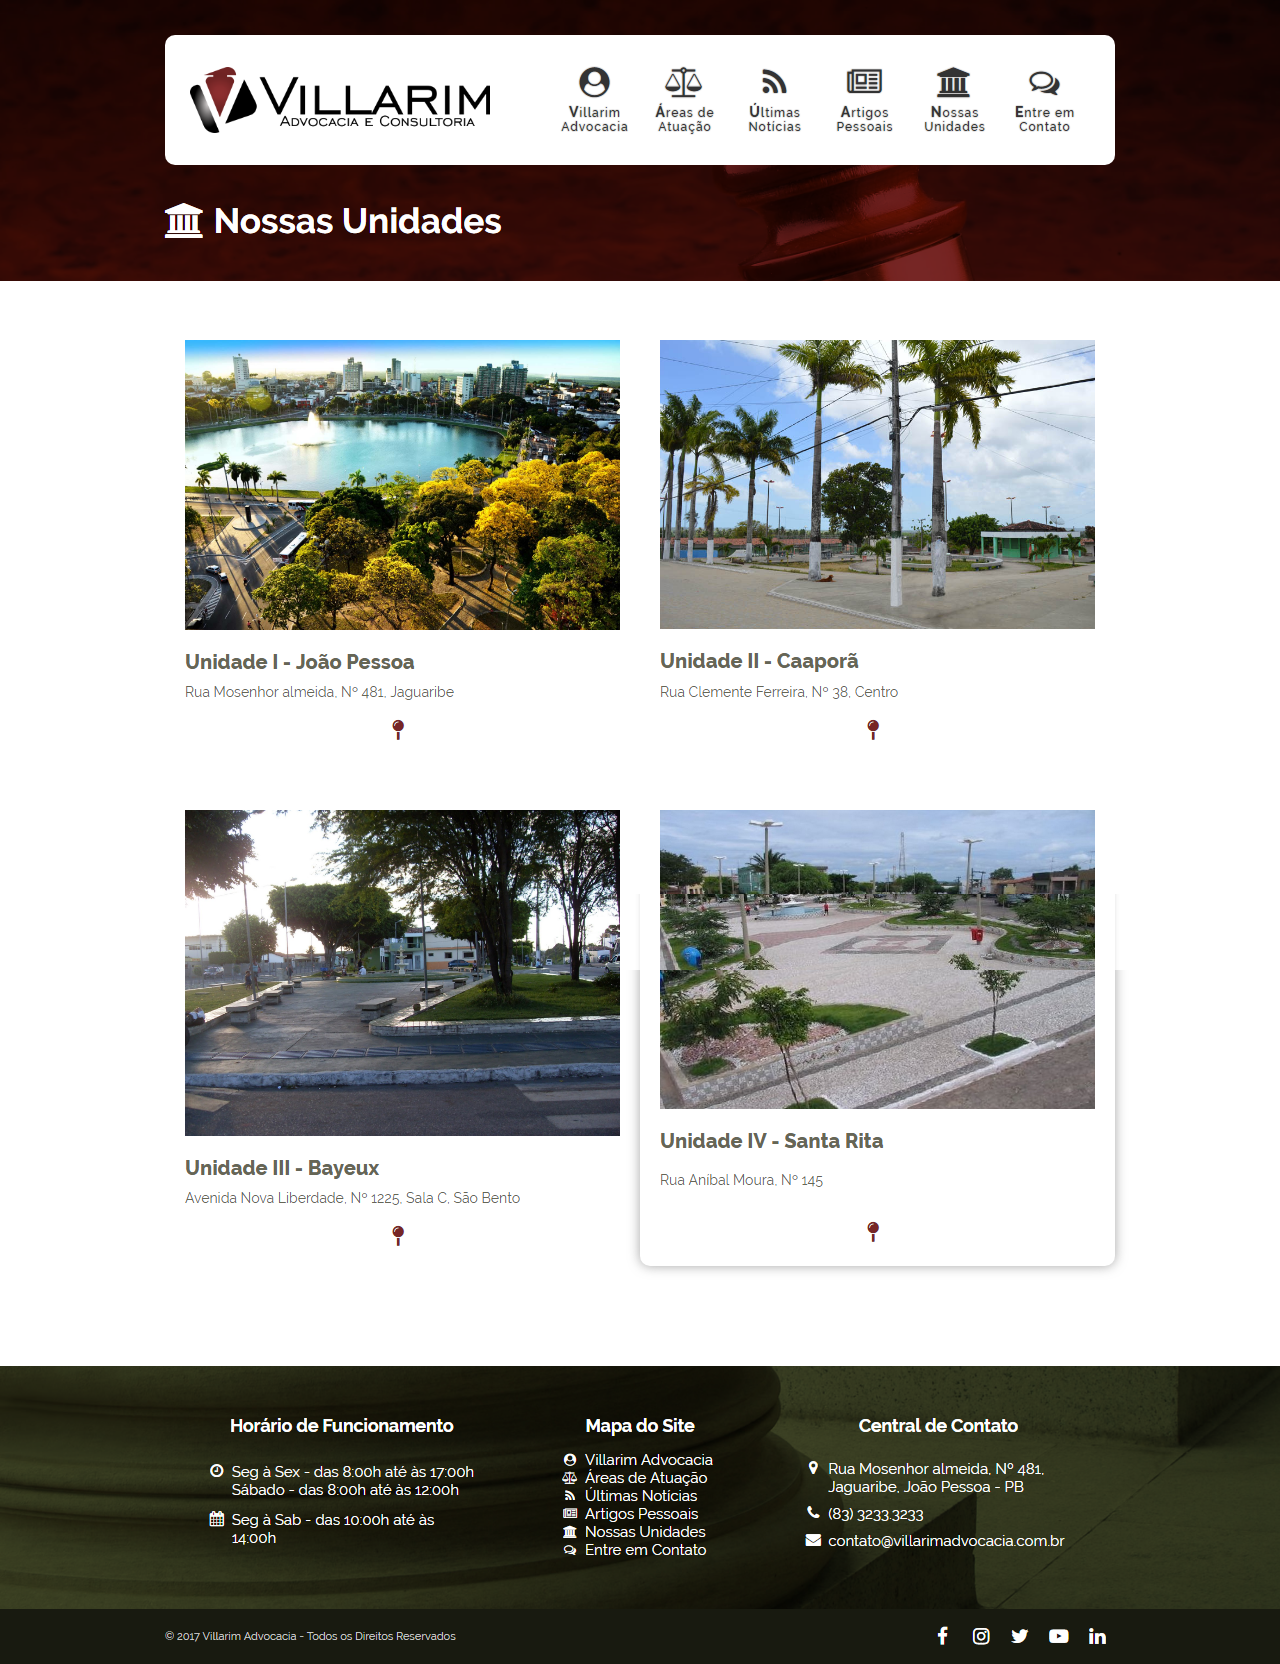 VILLARIM
ADVOCACIA E CONSULTORIA
Villarim
Advocacia
Áreas de
Atuação
Últimas
Notícias
Artigos
Pessoais
Nossas
Unidades
Entre em
Contato
Nossas Unidades
Unidade I - João Pessoa
Rua Mosenhor almeida, Nº 481, Jaguaribe
Unidade II - Caaporã
Rua Clemente Ferreira, Nº 38, Centro
Unidade III - Bayeux
Avenida Nova Liberdade, Nº 1225, Sala C, São Bento
Unidade IV - Santa Rita
Rua Anibal Moura, Nº 145
Horário de Funcionamento
Seg à Sex - das 8:00h até às 17:00h
Sábado - das 8:00h até às 12:00h
Seg à Sab - das 10:00h até às
14:00h
Mapa do Site
Villarim Advocacia
Áreas de Atuação
Últimas Notícias
Artigos Pessoais
Nossas Unidades
Entre em Contato
Central de Contato
Rua Mosenhor almeida, Nº 481,
Jaguaribe, João Pessoa - PB
(83) 3233.3233
contato@villarimadvocacia.com.br
© 2017 Villarim Advocacia - Todos os Direitos Reservados